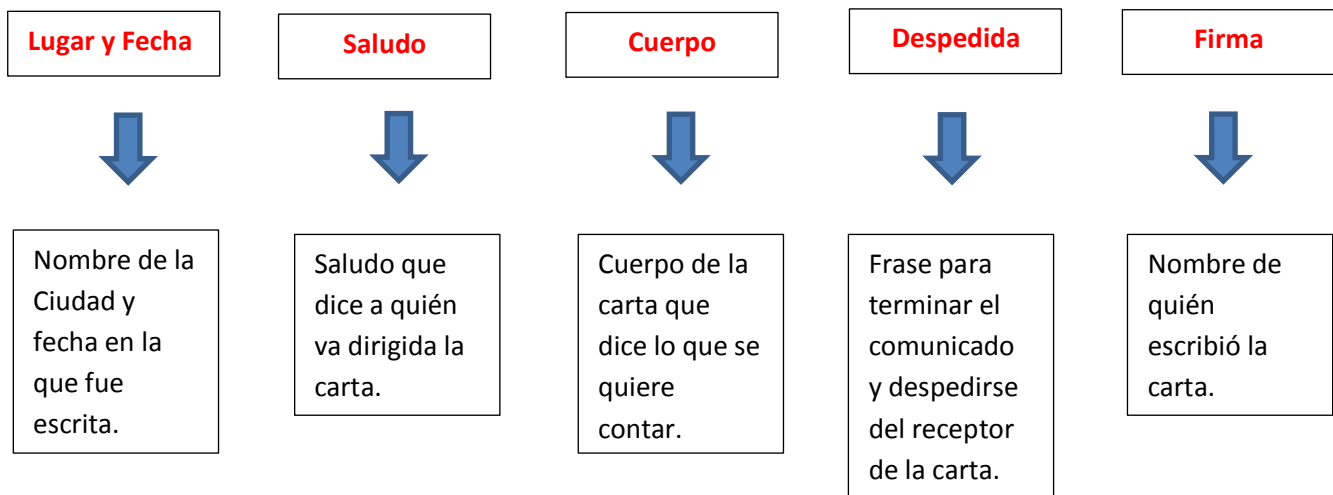 Lugar y Fecha
Saludo
Cuerpo
Despedida
Firma
Nombre de la
Ciudad y
fecha en la
que fue
escrita.
Saludo que
dice a quién
va dirigida la
carta.
Cuerpo de la
carta que
dice lo que se
quiere
contar.
Frase para
terminar el
comunicado
y despedirse
del receptor
de la carta.
Nombre de
quién
escribió la
carta.